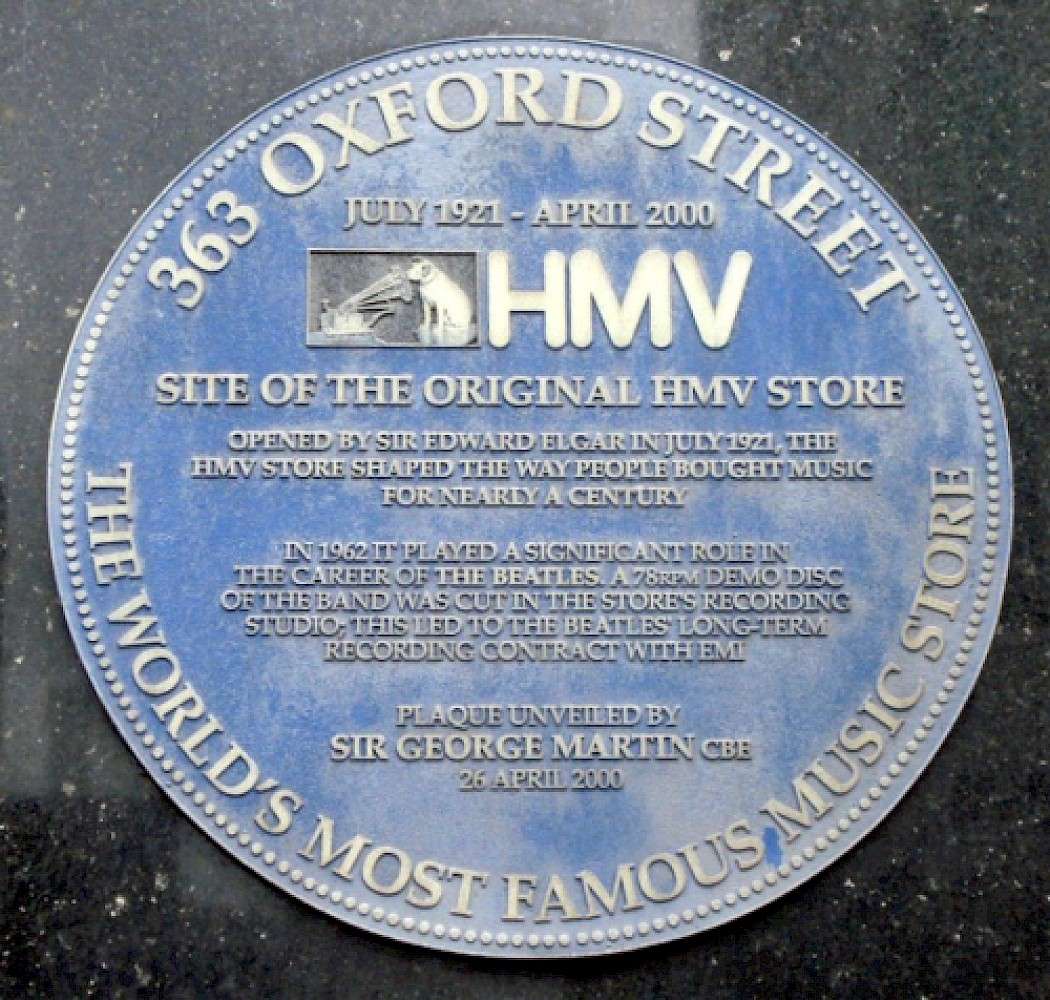 363 OXFORD STREET
JULY 1921 - APRIL 2000
HMV
SITE OF THE ORIGINAL HMV STORE
OPENED BY SIR EDWARD ELGAR IN JULY 1921, THE
HMV STORE SHAPED THE WAY PEOPLE BOUGHT MUSIC
FOR NEARLY A CENTURY
IN 1962 IT PLAYED A SIGNIFICANT ROLE IN
THE CAREER OF THE BEATLES. A 78RPM DEMO DISC
OF THE BAND WAS CUT IN THE STORE'S RECORDING
STUDIO; THIS LED TO THE BEATLES' LONG-TERM
RECORDING CONTRACT WITH EMI
PLAQUE UNVEILED BY
SIR GEORGE MARTIN CBE
26 APRIL 2000
THE WORLD'S MOST FAMOUS MUSIC STORE